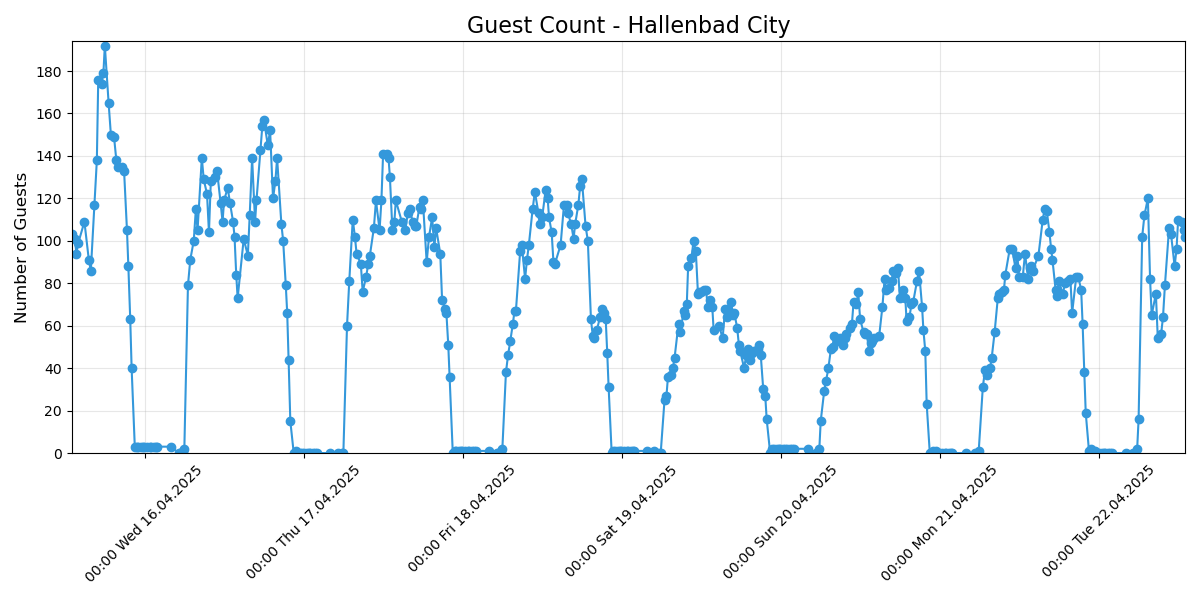 Guest Count - Hallenbad City
Number of Guests
180
160
140
120
100
80
60
40
20
0
00:00 Wed 16.04.2025
00:00 Thu 17.04.2025
00:00 Fri 18.04.2025
00:00 Sat 19.04.2025
00:00 Sun 20.04.2025
00:00 Mon 21.04.2025
00:00 Tue 22.04.2025